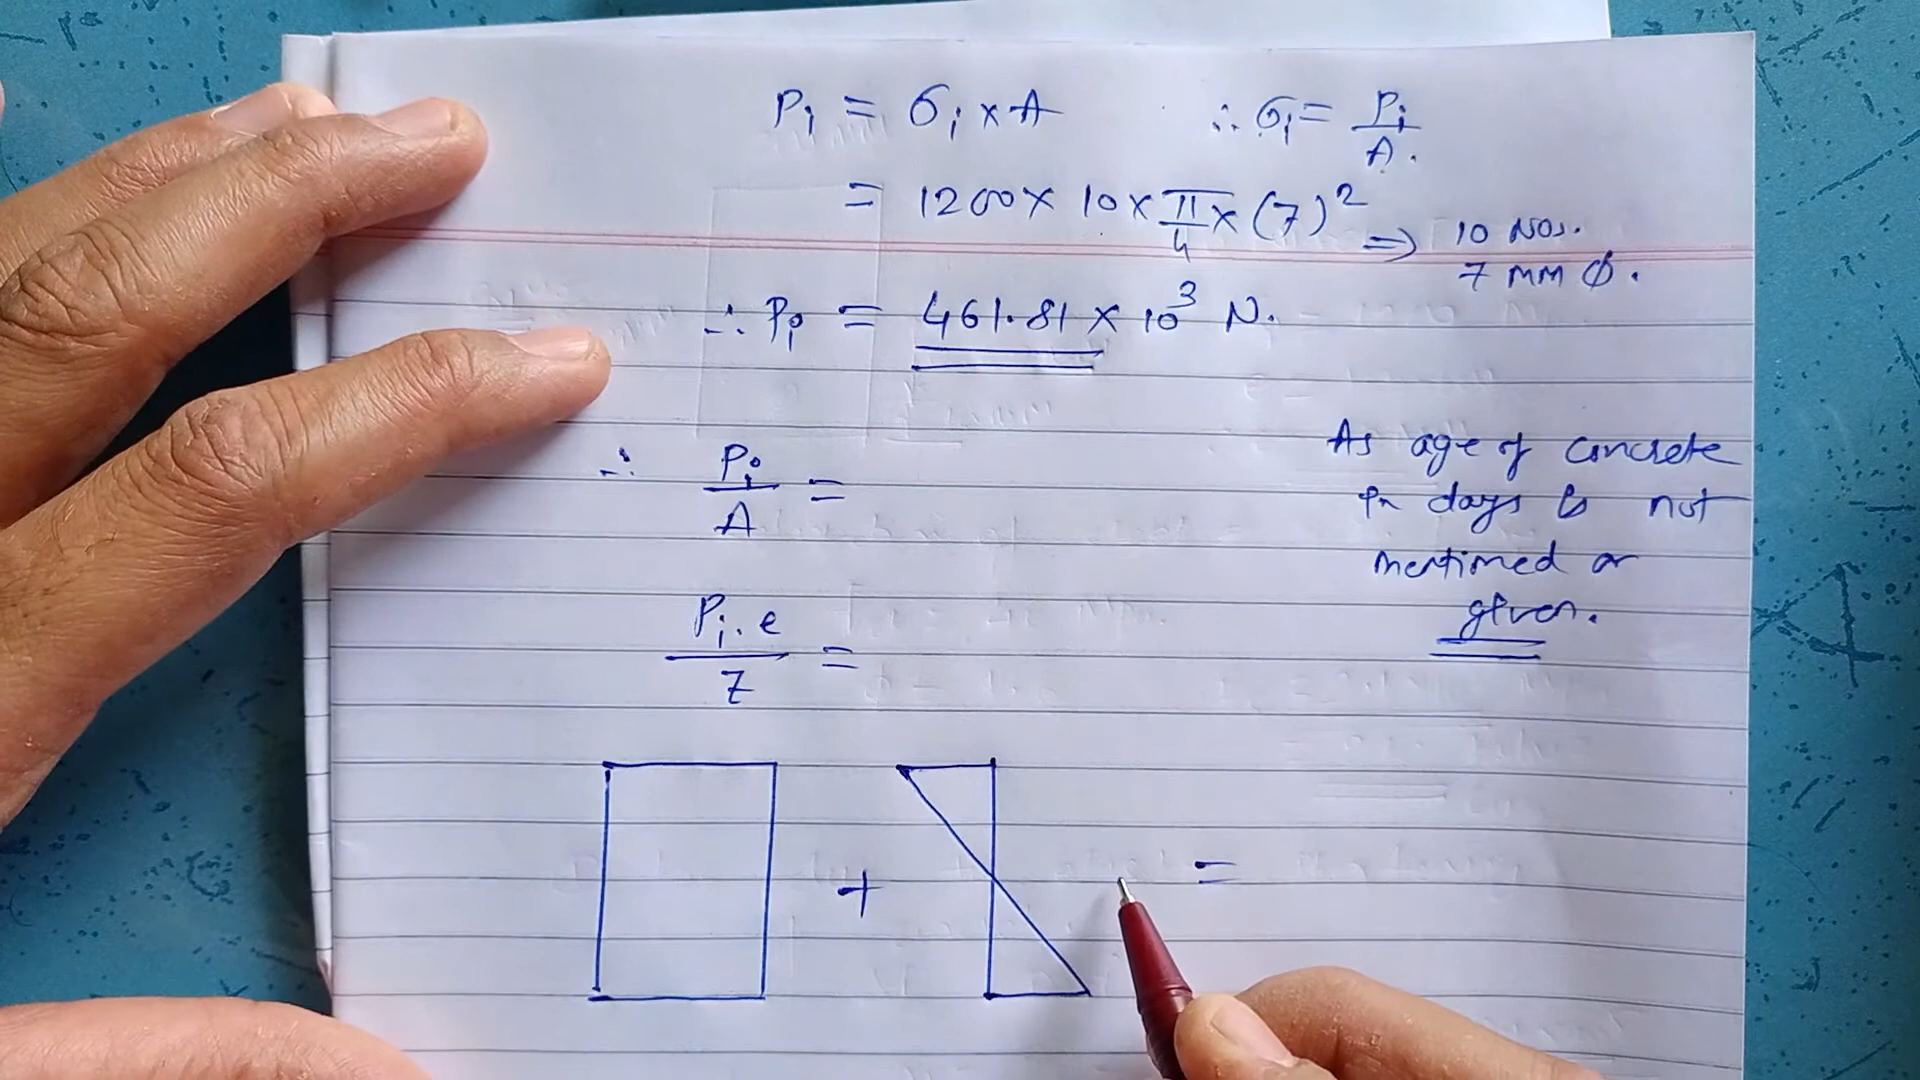 Pi = σi × A ∴ σi = Pi/A.
= 1200 × 10 × π/4 × (7)² ⇒ 10 Nos.
7 mm ϕ.
∴ Pi = 461.81 × 10³ N.
∴ Pi/A =
As age of concrete
in days is not
mentioned or
given.
Pi.e/Z =
+ =